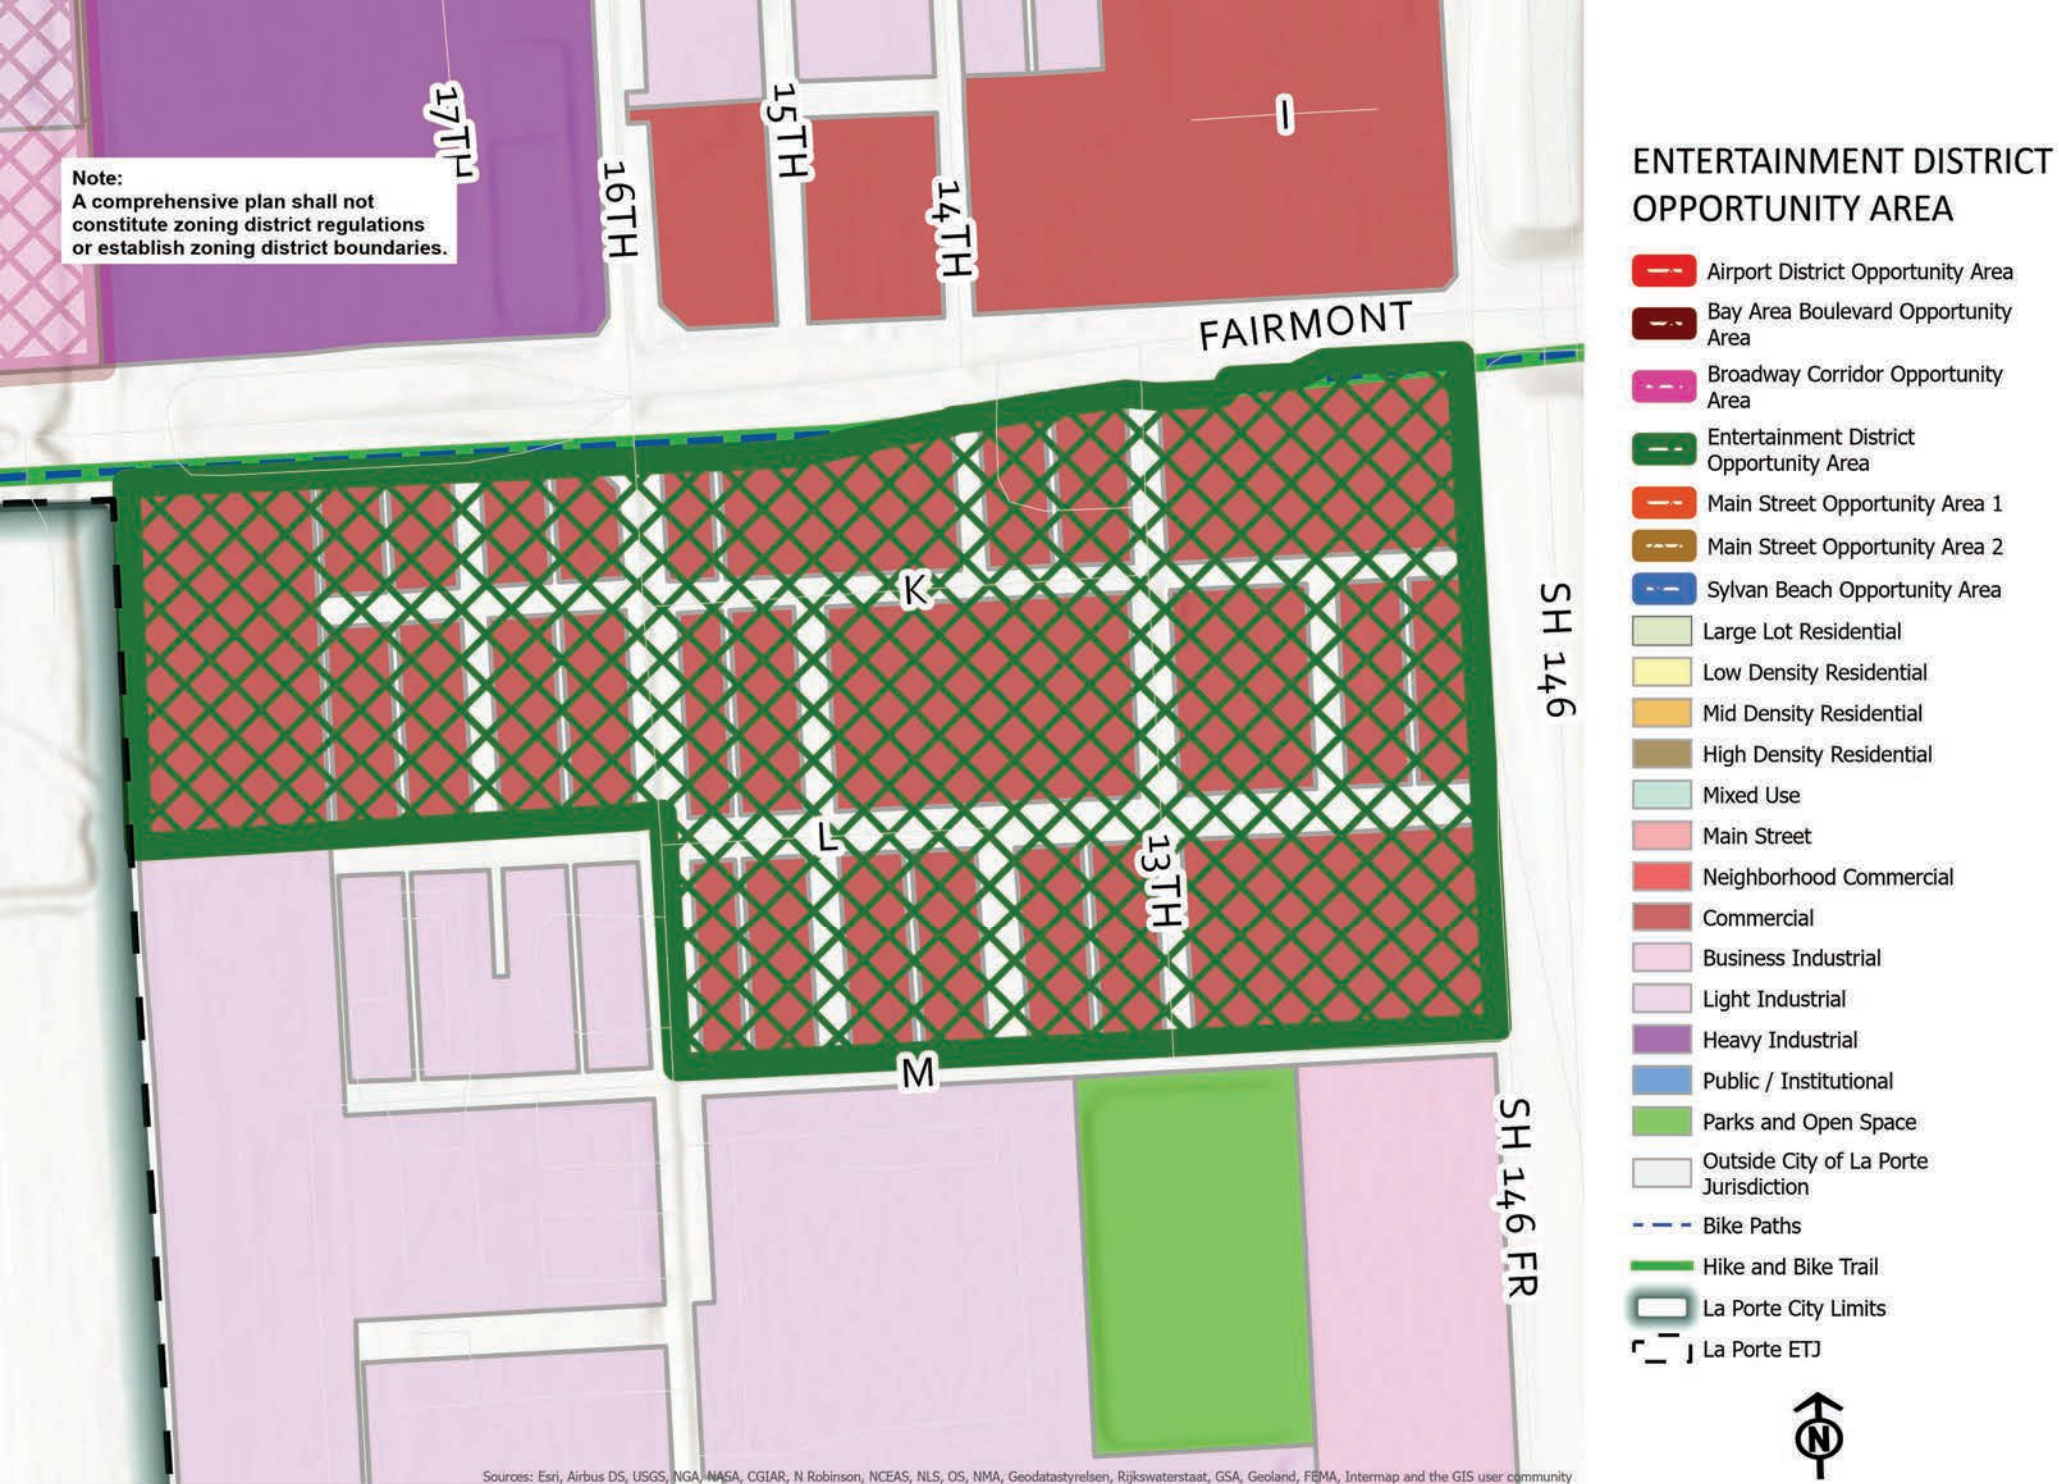 17TH
16TH
15TH
14TH
I
Note:
A comprehensive plan shall not
constitute zoning district regulations
or establish zoning district boundaries.
FAIRMONT
K
SH 146
L
13TH
M
SH 146 FR
Sources: Esri, Airbus DS, USGS, NGA, NASA, CGIAR, N Robinson, NCEAS, NLS, OS, NMA, Geodatastyrelsen, Rijkswaterstaat, GSA, Geoland, FEMA, Intermap and the GIS user community
ENTERTAINMENT DISTRICT
OPPORTUNITY AREA
Airport District Opportunity Area
Bay Area Boulevard Opportunity
Area
Broadway Corridor Opportunity
Area
Entertainment District
Opportunity Area
Main Street Opportunity Area 1
Main Street Opportunity Area 2
Sylvan Beach Opportunity Area
Large Lot Residential
Low Density Residential
Mid Density Residential
High Density Residential
Mixed Use
Main Street
Neighborhood Commercial
Commercial
Business Industrial
Light Industrial
Heavy Industrial
Public / Institutional
Parks and Open Space
Outside City of La Porte
Jurisdiction
Bike Paths
Hike and Bike Trail
La Porte City Limits
La Porte ETJ
N